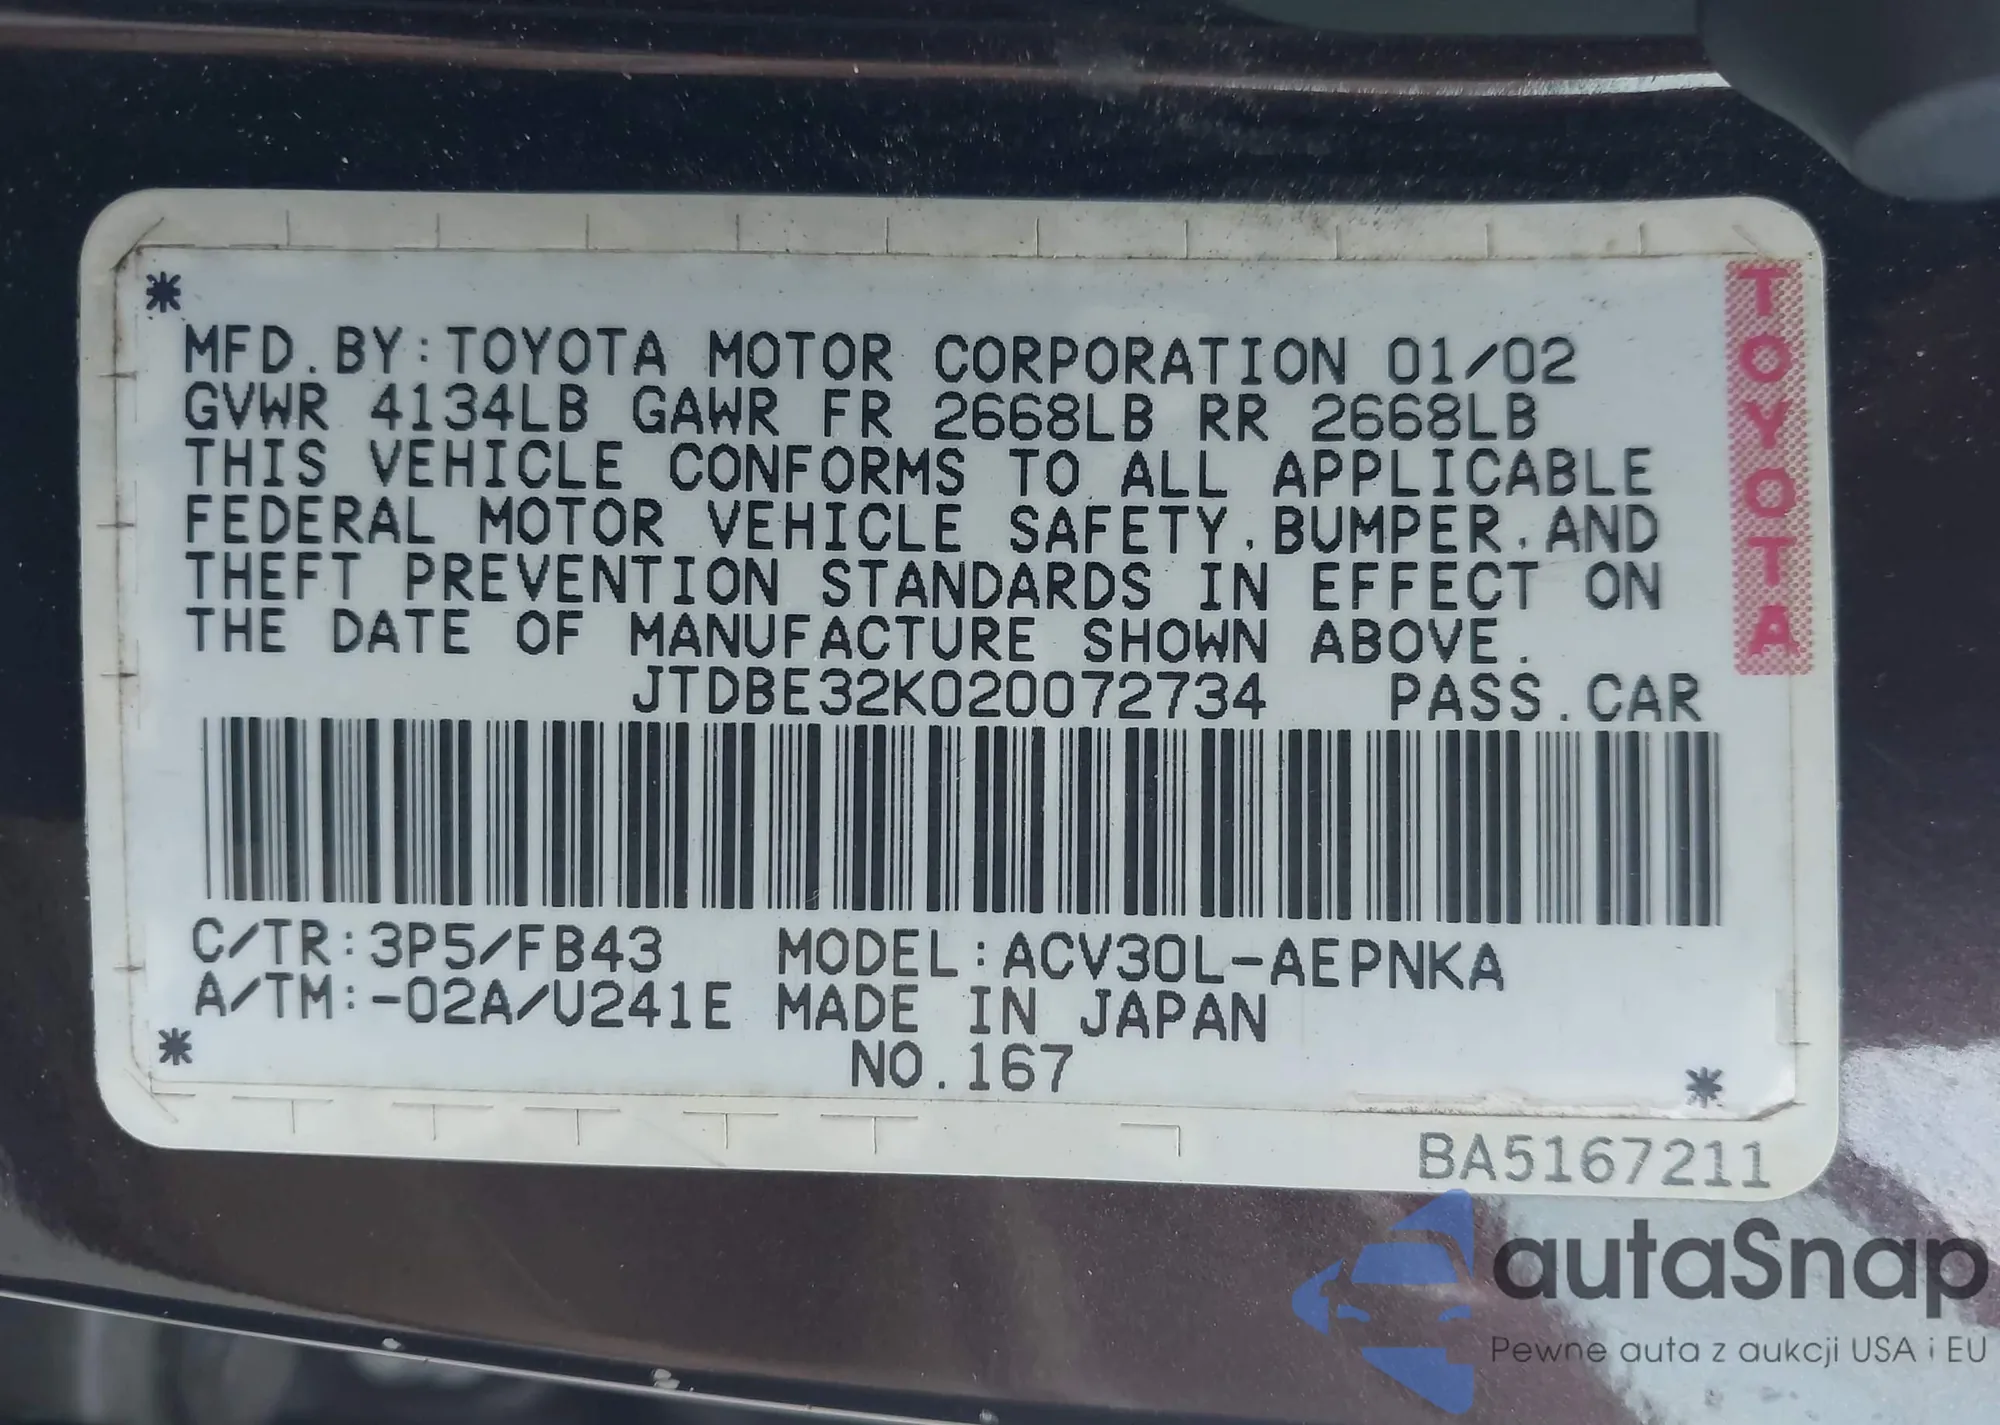 MFD.BY:TOYOTA MOTOR CORPORATION 01/02
GVWR 4134LB GAWR FR 2668LB RR 2668LB
THIS VEHICLE CONFORMS TO ALL APPLICABLE
FEDERAL MOTOR VEHICLE SAFETY,BUMPER,AND
THEFT PREVENTION STANDARDS IN EFFECT ON
THE DATE OF MANUFACTURE SHOWN ABOVE.
JTDBE32K020072734 PASS.CAR
C/TR:3P5/FB43 MODEL:ACV30L-AEPNKA
A/TM:-02A/U241E MADE IN JAPAN
NO.167
TOYOTA
BA5167211
autaSnap
Pewne auta z aukcji USA i EU